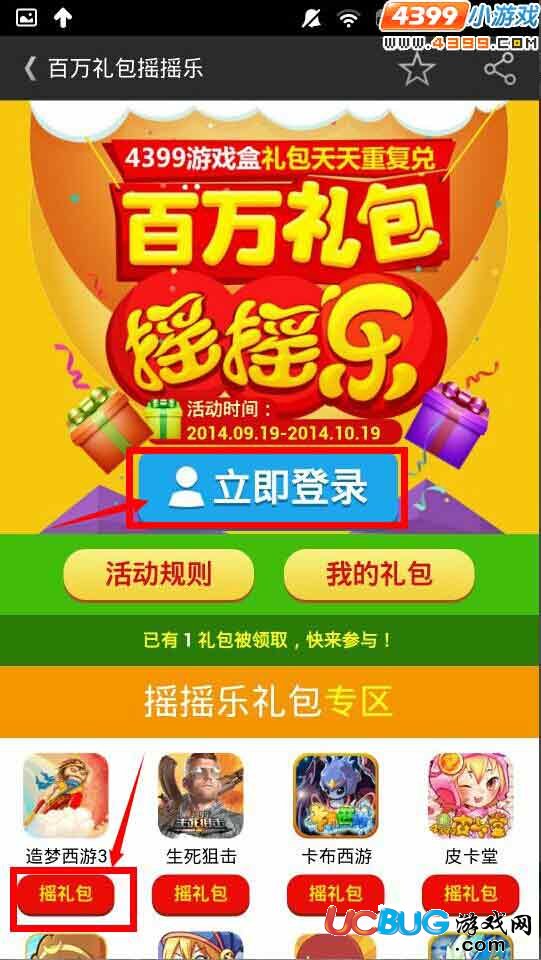 4399小游戏
www.4399.com
百万礼包摇摇乐
4399游戏盒礼包天天重复兑
百万礼包
摇摇乐
活动时间：
2014.09.19-2014.10.19
立即登录
活动规则
我的礼包
已有 1 礼包被领取，快来参与！
摇摇乐礼包专区
造梦西游3
生死狙击
卡布西游
皮卡堂
摇礼包
摇礼包
摇礼包
摇礼包
UCBUG游戏网
.com